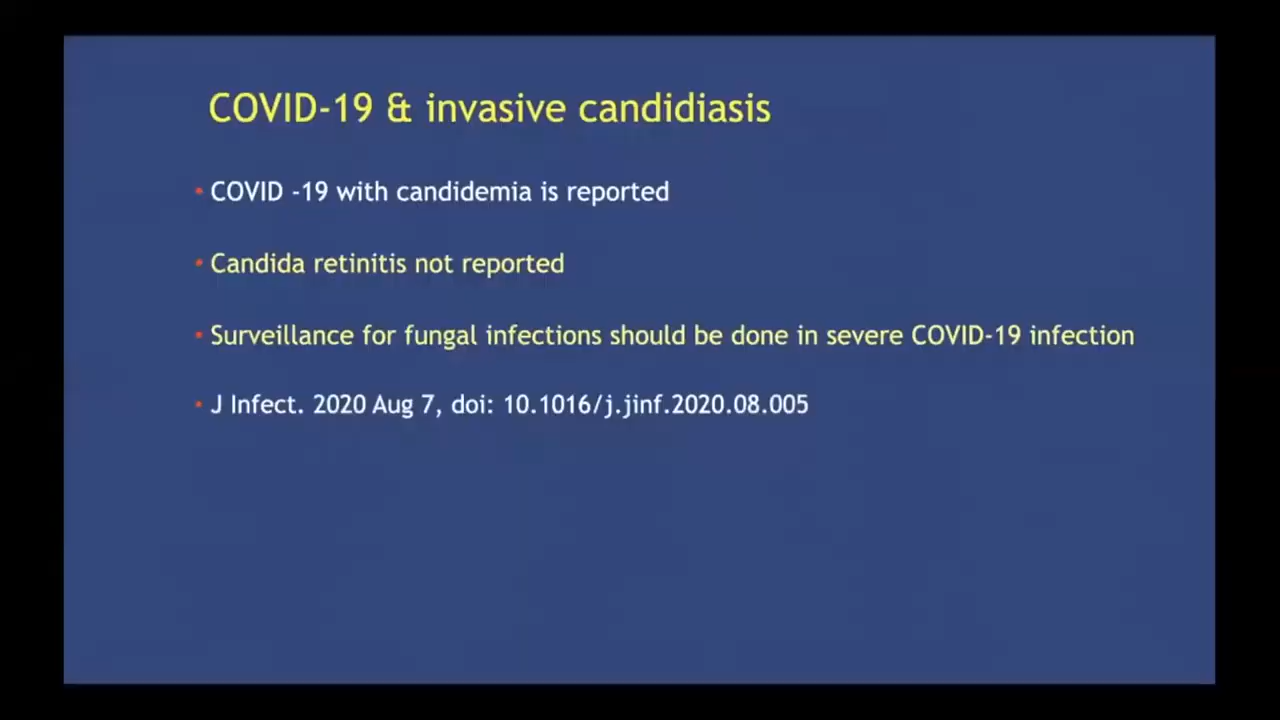 COVID-19 & invasive candidiasis
• COVID -19 with candidemia is reported
• Candida retinitis not reported
• Surveillance for fungal infections should be done in severe COVID-19 infection
• J Infect. 2020 Aug 7, doi: 10.1016/j.jinf.2020.08.005